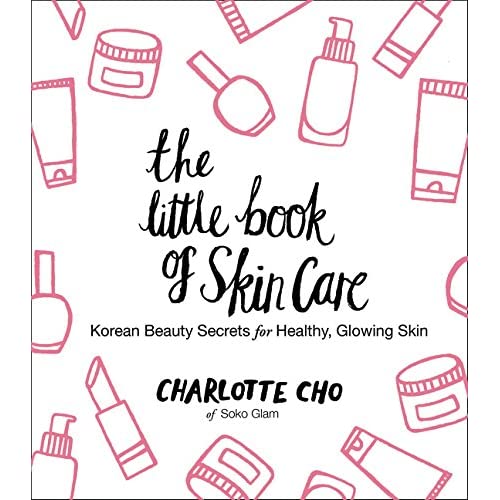 the
little book
of Skin Care
Korean Beauty Secrets for Healthy, Glowing Skin
CHARLOTTE CHO
of Soko Glam